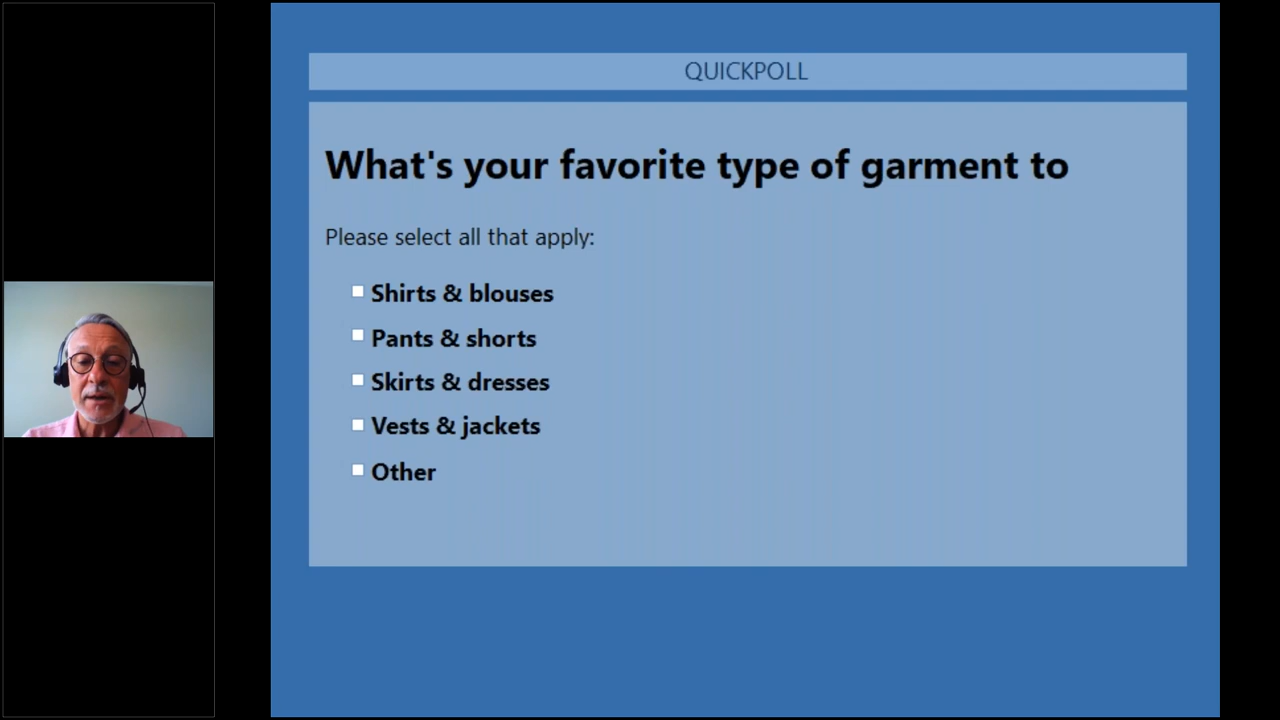 QUICKPOLL
What's your favorite type of garment to
Please select all that apply:
Shirts & blouses
Pants & shorts
Skirts & dresses
Vests & jackets
Other